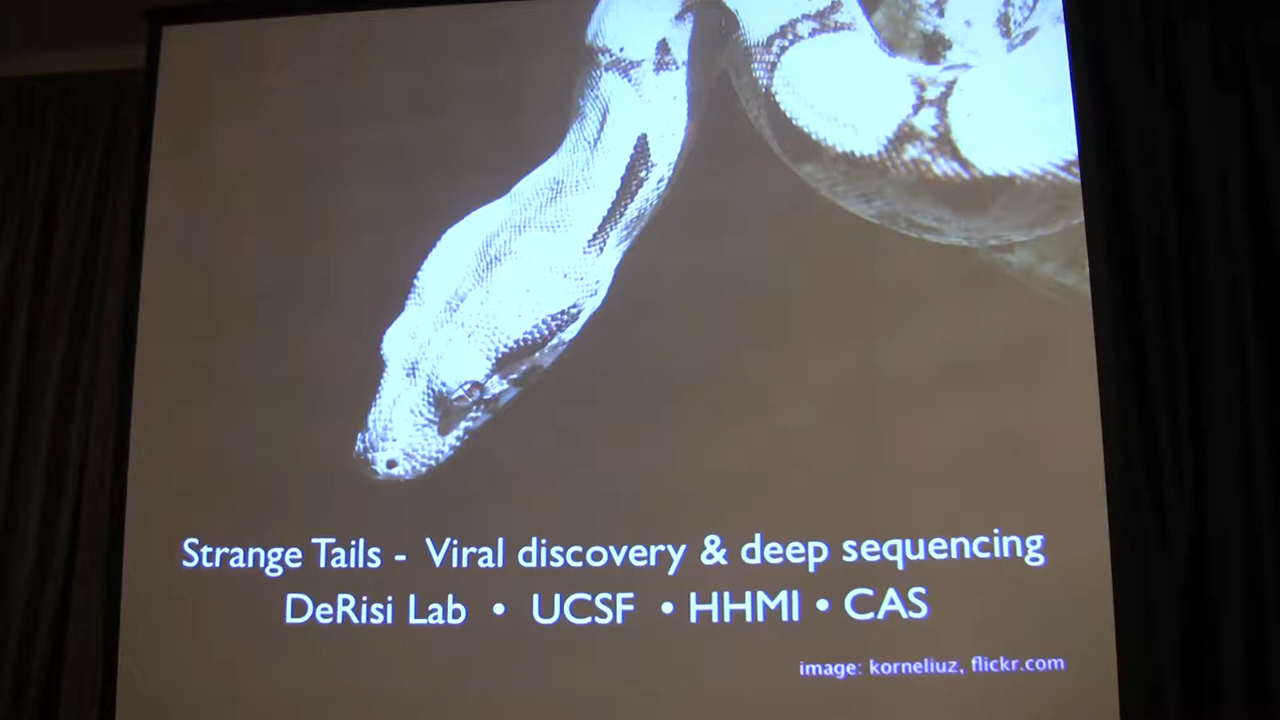 Strange Tails - Viral discovery & deep sequencing
DeRisi Lab • UCSF • HHMI • CAS
image: korneliuz, flickr.com